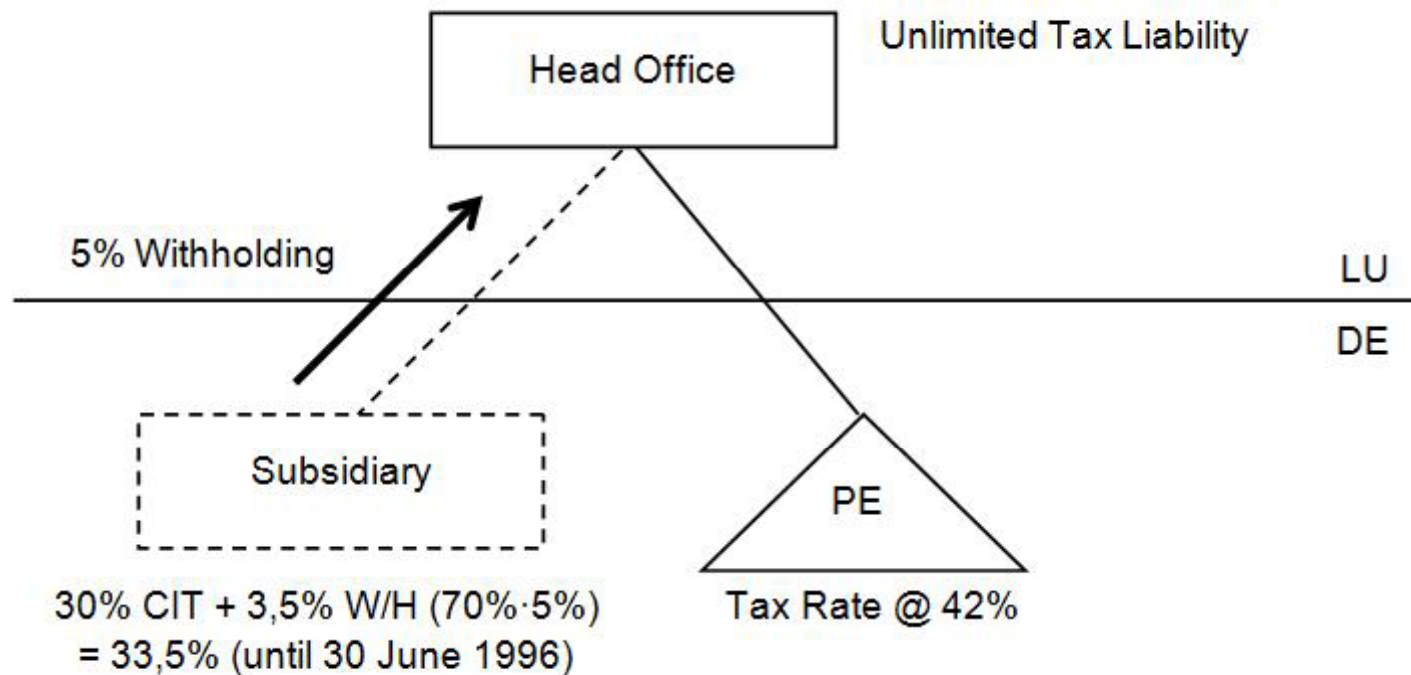 Unlimited Tax Liability
Head Office
5% Withholding
LU
DE
Subsidiary
PE
30% CIT + 3,5% W/H (70%·5%)
= 33,5% (until 30 June 1996)
Tax Rate @ 42%